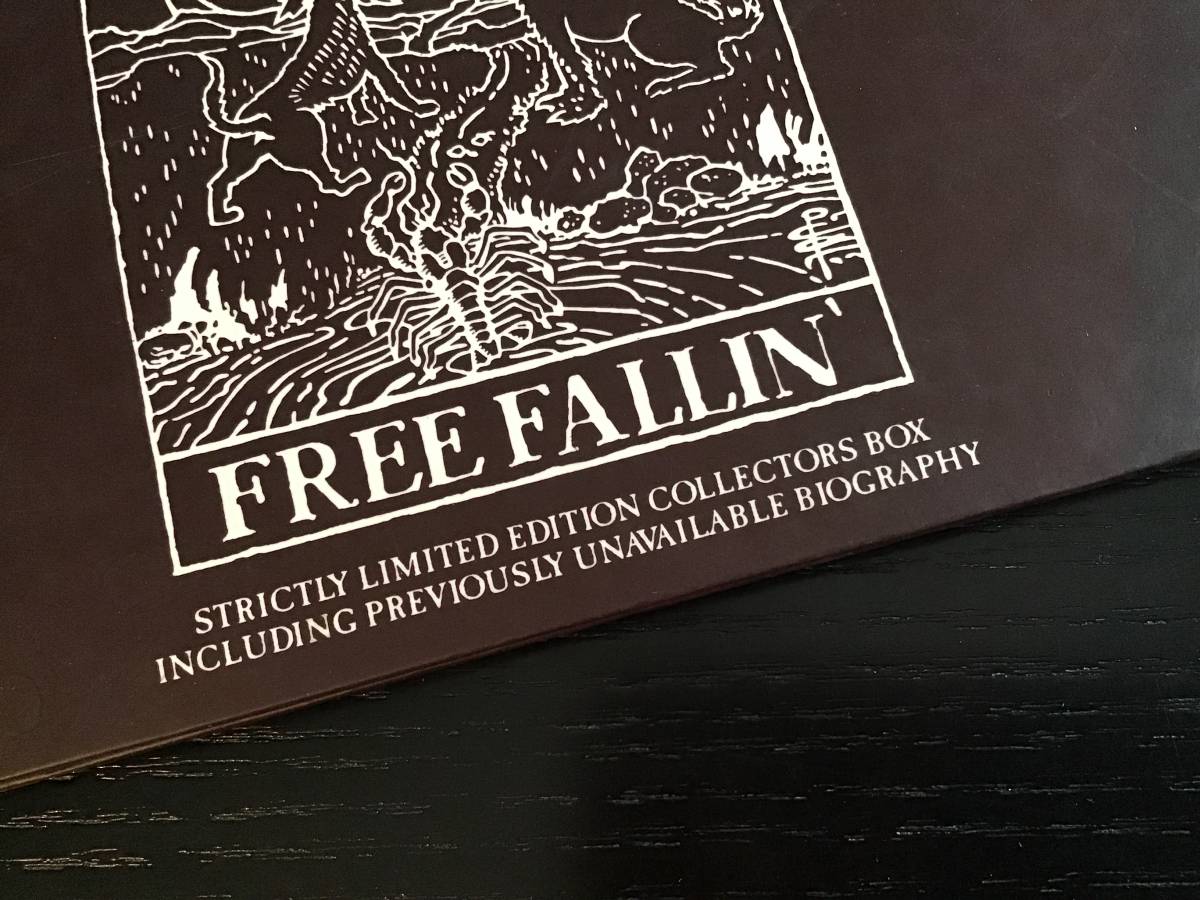 FREE FALLIN'
STRICTLY LIMITED EDITION COLLECTORS BOX
INCLUDING PREVIOUSLY UNAVAILABLE BIOGRAPHY